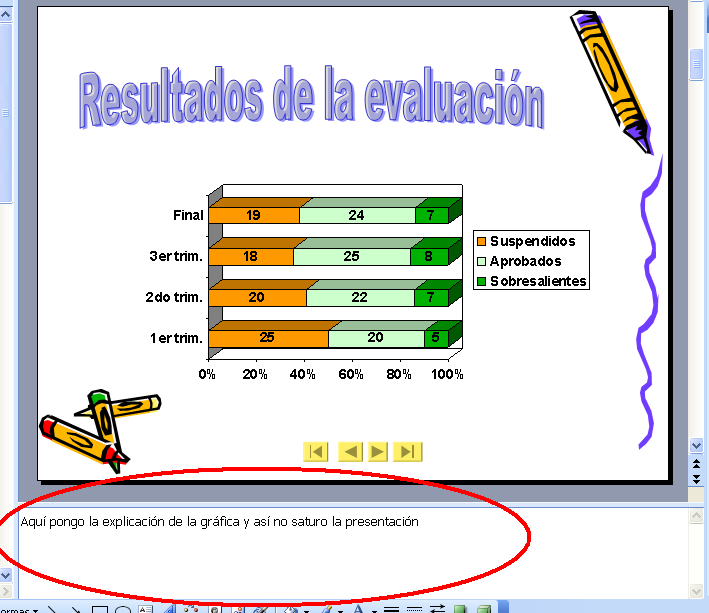 Resultados de la evaluación
Final 19 24 7
3er trim. 18 25 8
2do trim. 20 22 7
1er trim. 25 20 5
0% 20% 40% 60% 80% 100%
Suspendidos
Aprobados
Sobresalientes
Aquí pongo la explicación de la gráfica y así no saturo la presentación